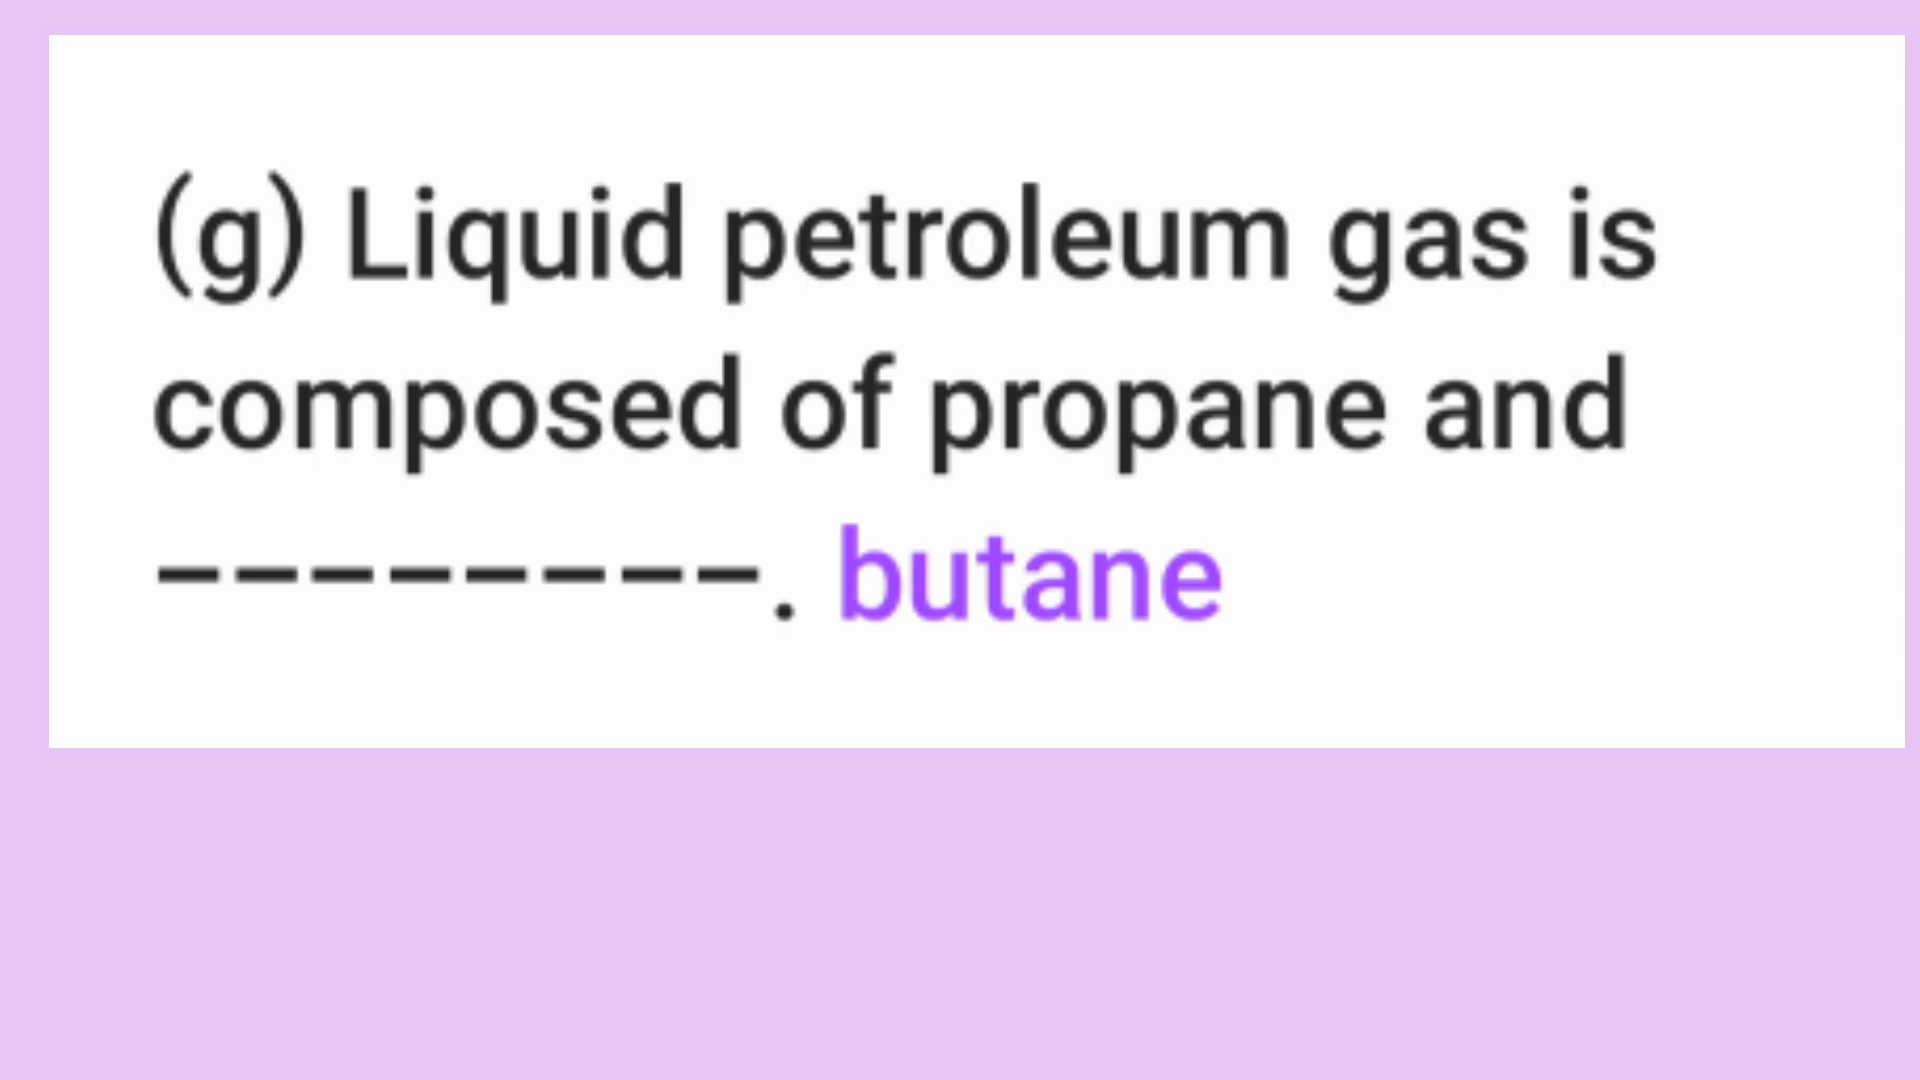 (g) Liquid petroleum gas is
composed of propane and
--------. butane